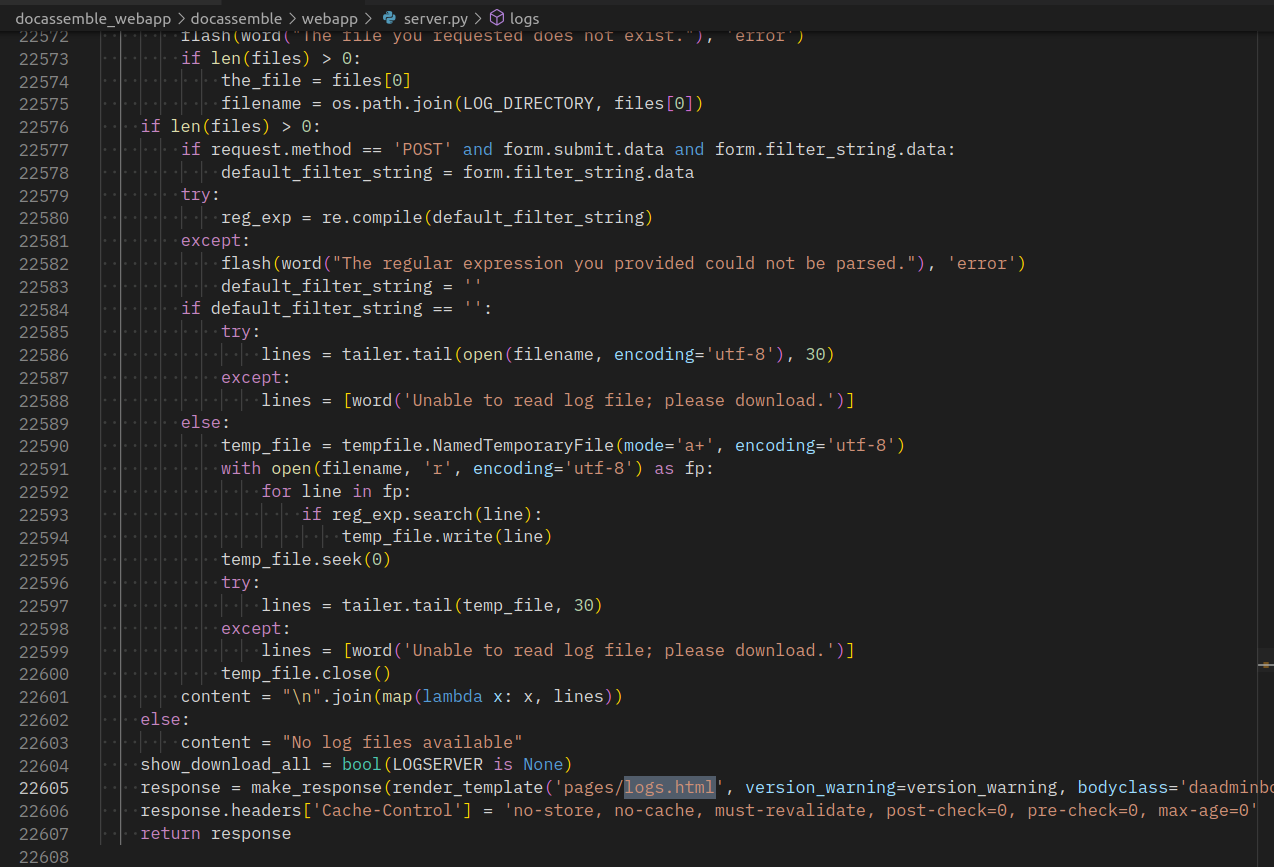 docassemble_webapp > docassemble > webapp > server.py > logs
22572 flash(word("The file you requested does not exist."), 'error')
22573 if len(files) > 0:
22574 the_file = files[0]
22575 filename = os.path.join(LOG_DIRECTORY, files[0])
22576 if len(files) > 0:
22577 if request.method == 'POST' and form.submit.data and form.filter_string.data:
22578 default_filter_string = form.filter_string.data
22579 try:
22580 reg_exp = re.compile(default_filter_string)
22581 except:
22582 flash(word("The regular expression you provided could not be parsed."), 'error')
22583 default_filter_string = ''
22584 if default_filter_string == '':
22585 try:
22586 lines = tailer.tail(open(filename, encoding='utf-8'), 30)
22587 except:
22588 lines = [word('Unable to read log file; please download.')]
22589 else:
22590 temp_file = tempfile.NamedTemporaryFile(mode='a+', encoding='utf-8')
22591 with open(filename, 'r', encoding='utf-8') as fp:
22592 for line in fp:
22593 if reg_exp.search(line):
22594 temp_file.write(line)
22595 temp_file.seek(0)
22596 try:
22597 lines = tailer.tail(temp_file, 30)
22598 except:
22599 lines = [word('Unable to read log file; please download.')]
22600 temp_file.close()
22601 content = "\n".join(map(lambda x: x, lines))
22602 else:
22603 content = "No log files available"
22604 show_download_all = bool(LOGSERVER is None)
22605 response = make_response(render_template('pages/logs.html', version_warning=version_warning, bodyclass='daadminbo
22606 response.headers['Cache-Control'] = 'no-store, no-cache, must-revalidate, post-check=0, pre-check=0, max-age=0'
22607 return response
22608